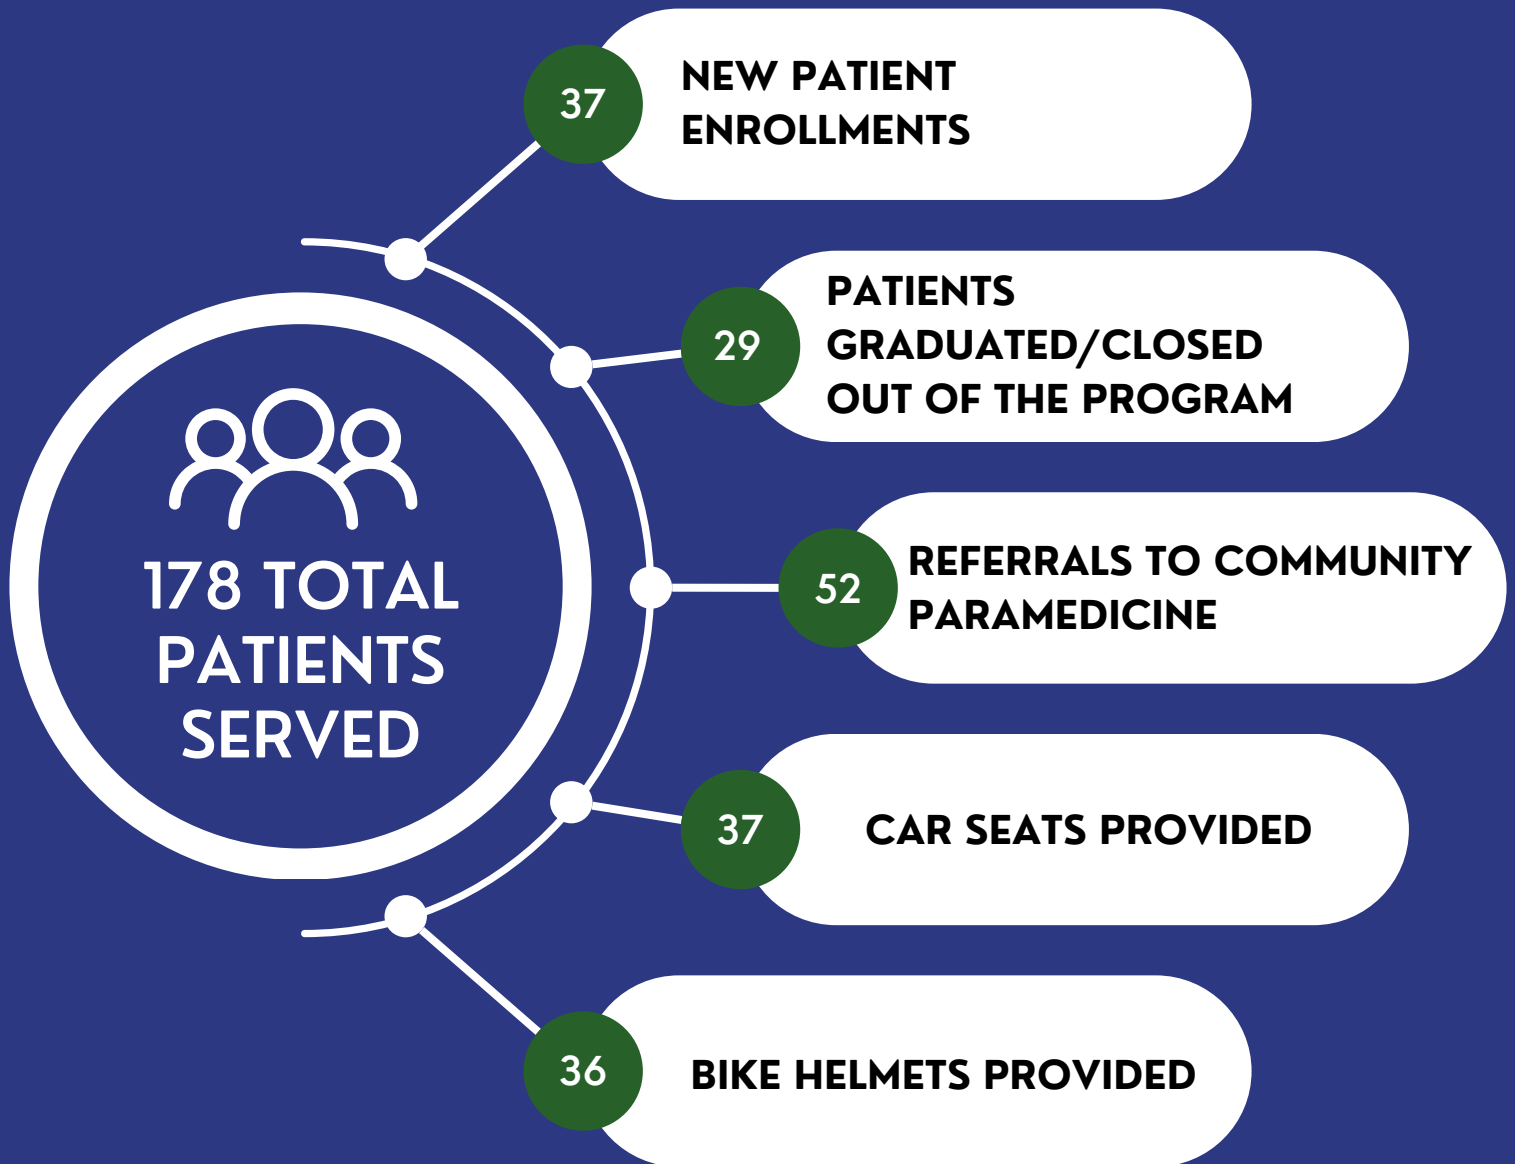 37
NEW PATIENT
ENROLLMENTS
29
PATIENTS
GRADUATED/CLOSED
OUT OF THE PROGRAM
178 TOTAL
PATIENTS
SERVED
52
REFERRALS TO COMMUNITY
PARAMEDICINE
37
CAR SEATS PROVIDED
36
BIKE HELMETS PROVIDED